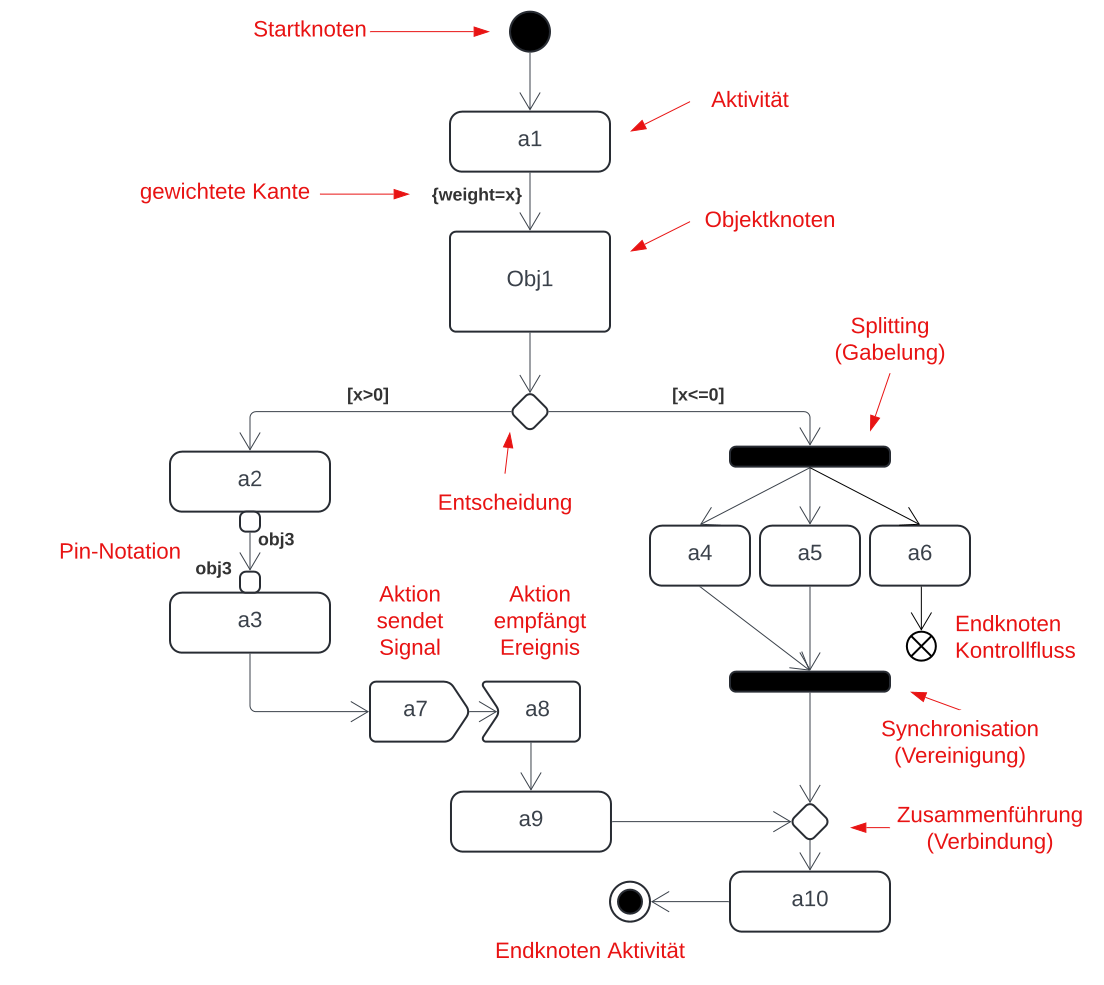 Startknoten
Aktivität
a1
gewichtete Kante
{weight=x}
Objektknoten
Obj1
Splitting
(Gabelung)
[x>0]
[x<=0]
a2
Entscheidung
obj3
Pin-Notation
obj3
a3
a4
a5
a6
Aktion
sendet
Signal
Aktion
empfängt
Ereignis
Endknoten
Kontrollfluss
a7
a8
Synchronisation
(Vereinigung)
a9
Zusammenführung
(Verbindung)
a10
Endknoten Aktivität